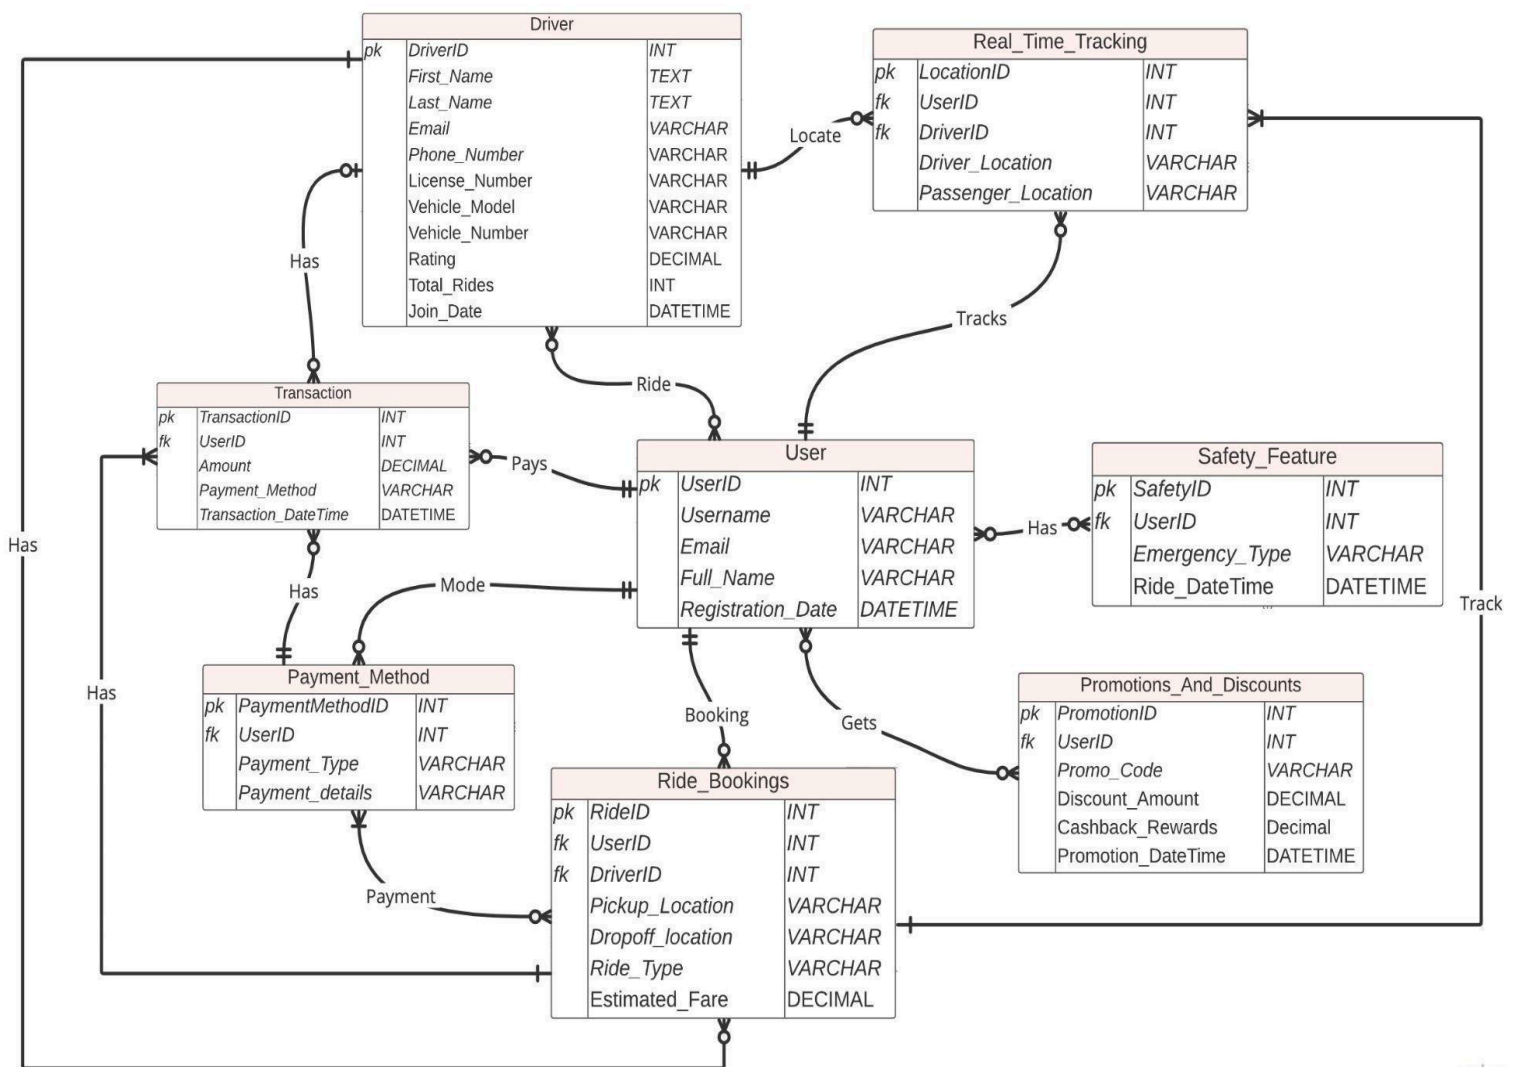 Driver
pk DriverID INT
First_Name TEXT
Last_Name TEXT
Email VARCHAR
Phone_Number VARCHAR
License_Number VARCHAR
Vehicle_Model VARCHAR
Vehicle_Number VARCHAR
Rating DECIMAL
Total_Rides INT
Join_Date DATETIME
Real_Time_Tracking
pk LocationID INT
fk UserID INT
fk DriverID INT
Driver_Location VARCHAR
Passenger_Location VARCHAR
Locate
Has
Tracks
Ride
Transaction
pk TransactionID INT
fk UserID INT
Amount DECIMAL
Payment_Method VARCHAR
Transaction_DateTime DATETIME
Pays
User
pk UserID INT
Username VARCHAR
Email VARCHAR
Full_Name VARCHAR
Registration_Date DATETIME
Has
Safety_Feature
pk SafetyID INT
fk UserID INT
Emergency_Type VARCHAR
Ride_DateTime DATETIME
Has
Has
Mode
Track
Payment_Method
pk PaymentMethodID INT
fk UserID INT
Payment_Type VARCHAR
Payment_details VARCHAR
Has
Booking
Gets
Promotions_And_Discounts
pk PromotionID INT
fk UserID INT
Promo_Code VARCHAR
Discount_Amount DECIMAL
Cashback_Rewards Decimal
Promotion_DateTime DATETIME
Ride_Bookings
pk RideID INT
fk UserID INT
fk DriverID INT
Pickup_Location VARCHAR
Dropoff_location VARCHAR
Ride_Type VARCHAR
Estimated_Fare DECIMAL
Payment